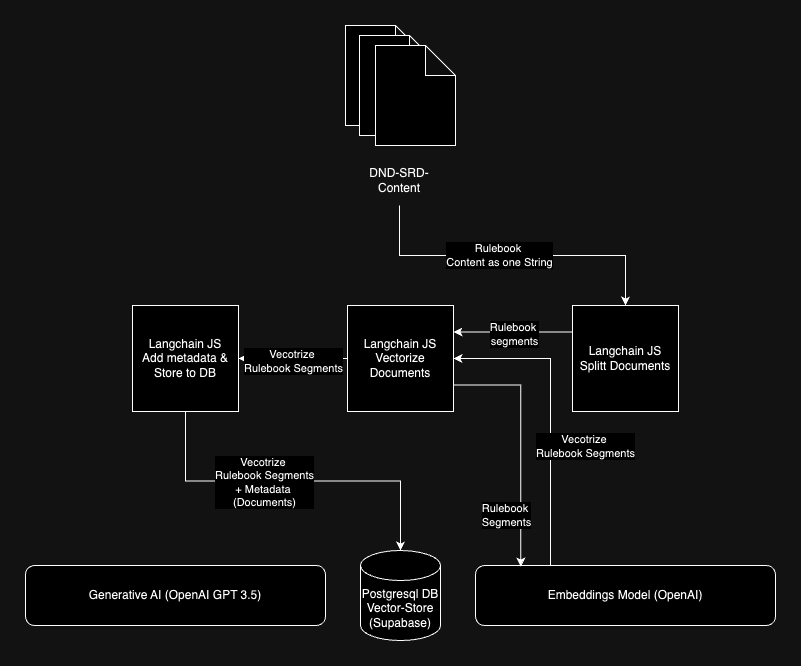 DND-SRD-
Content
Rulebook
Content as one String
Langchain JS
Add metadata &
Store to DB
Vecotrize
Rulebook Segments
Langchain JS
Vectorize
Documents
Rulebook
segments
Langchain JS
Splitt Documents
Vecotrize
Rulebook Segments
Vecotrize
Rulebook Segments
+ Metadata
(Documents)
Rulebook
Segments
Generative AI (OpenAI GPT 3.5)
Postgresql DB
Vector-Store
(Supabase)
Embeddings Model (OpenAI)